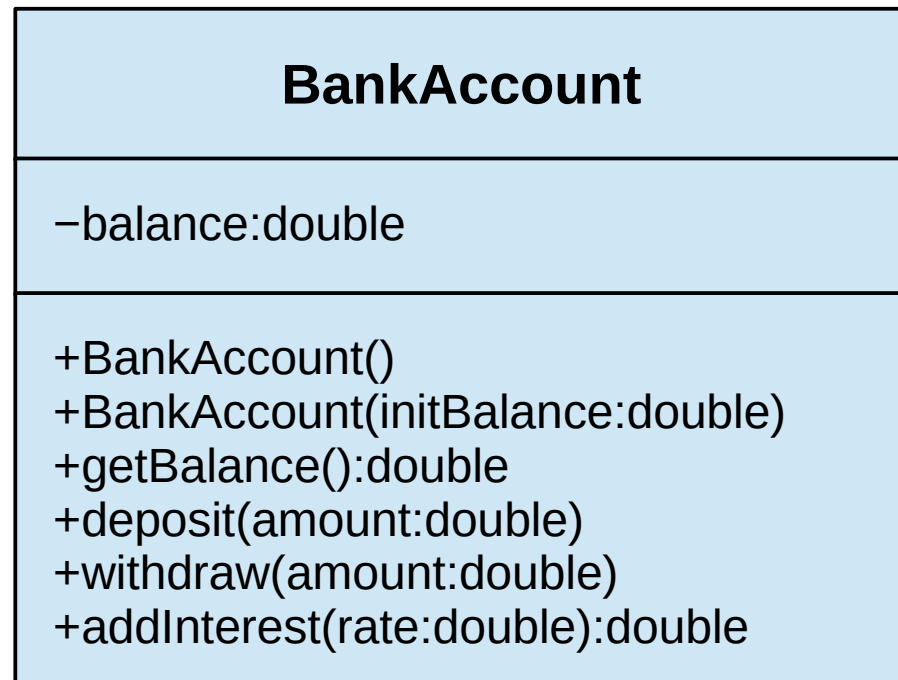 BankAccount
−balance:double
+BankAccount()
+BankAccount(initBalance:double)
+getBalance():double
+deposit(amount:double)
+withdraw(amount:double)
+addInterest(rate:double):double